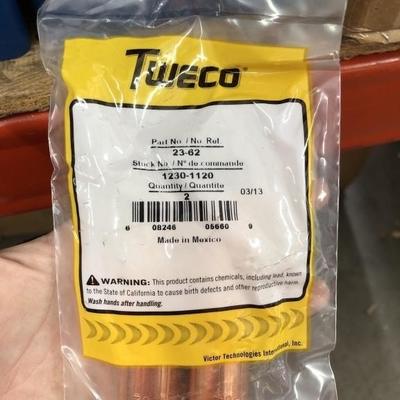 TWECO®
Part No./No. Ref.
23-62
Stock No./N° de commande
1230-1120
Quantity/Quantite
2
03/13
6 08246 05660 9
Made in Mexico
WARNING: This product contains chemicals, including lead, known
to the State of California to cause birth defects and other reproductive harm.
Wash hands after handling.
Victor Technologies International, Inc.